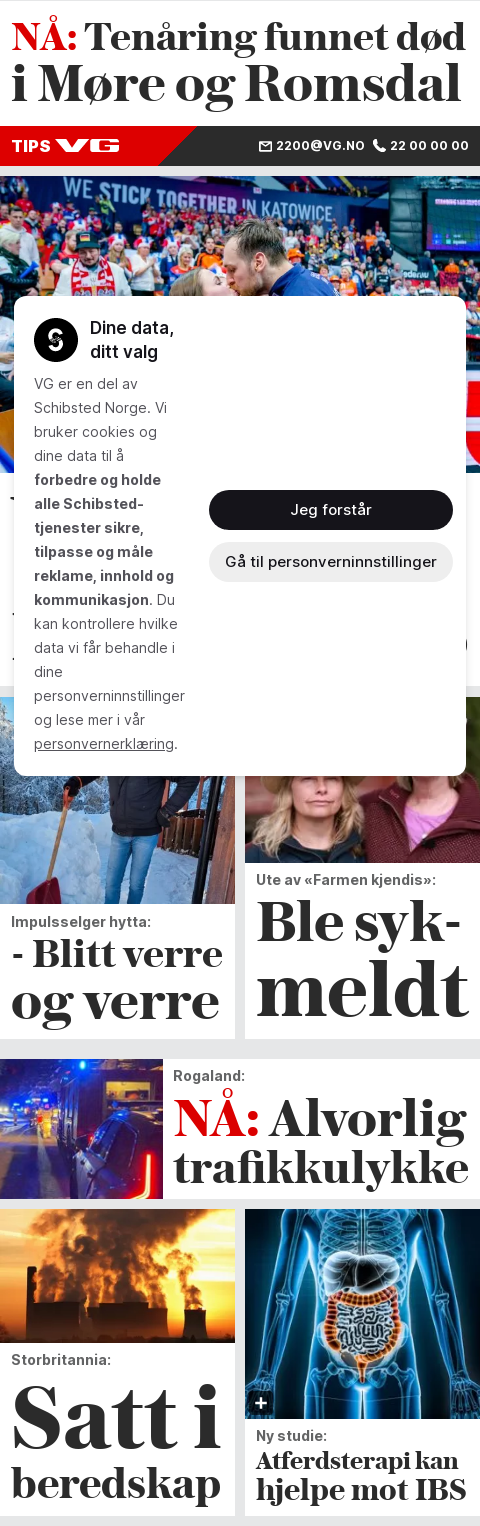 NÅ: Tenåring funnet død
i Møre og Romsdal
TIPS VG
2200@VG.NO 22 00 00 00
WE STICK TOGETHER IN KATOWICE
Dine data,
ditt valg
VG er en del av
Schibsted Norge. Vi
bruker cookies og
dine data til å
forbedre og holde
alle Schibsted-
tjenester sikre,
tilpasse og måle
reklame, innhold og
kommunikasjon. Du
kan kontrollere hvilke
data vi får behandle i
dine
personverninnstillinger
og lese mer i vår
personvernerklæring.
Jeg forstår
Gå til personverninnstillinger
Impulsselger hytta:
- Blitt verre
og verre
Ute av «Farmen kjendis»:
Ble syk-
meldt
Rogaland:
NÅ: Alvorlig
trafikkulykke
Storbritannia:
Satt i
beredskap
Ny studie:
Atferdsterapi kan
hjelpe mot IBS